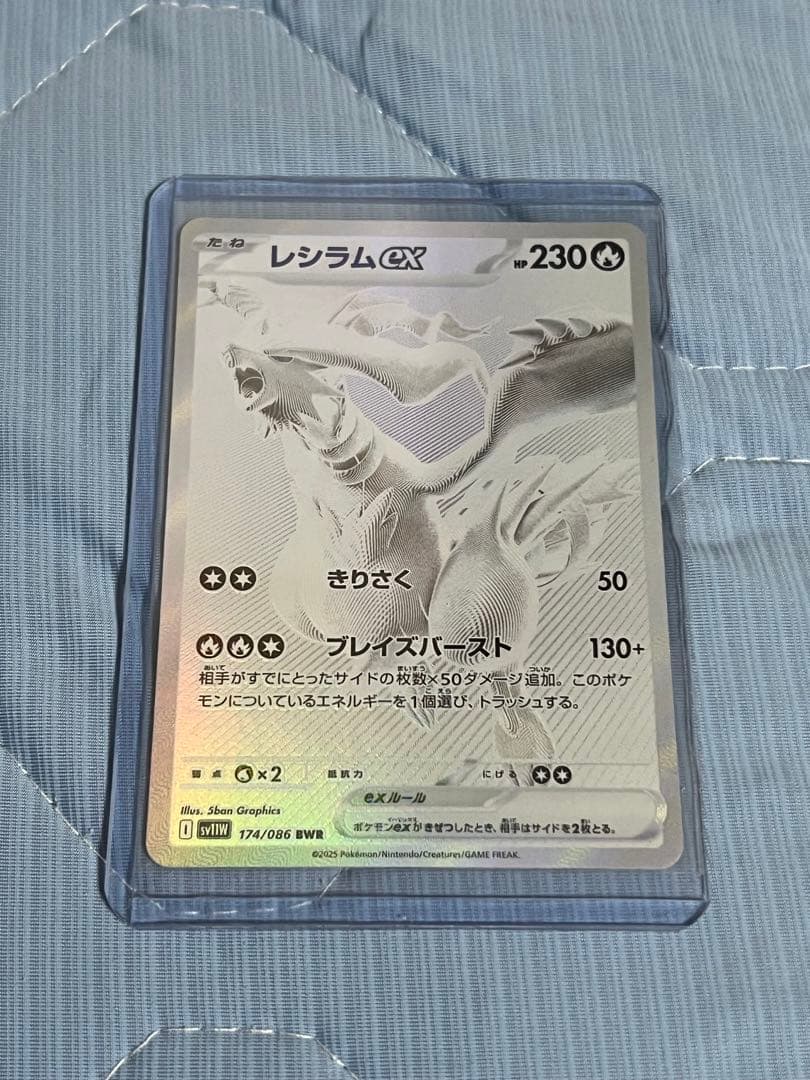 たね レシラムex HP230
きりさく 50
ブレイズバースト 130+
相手がすでにとったサイドの枚数×50ダメージ追加。このポケ
モンについているエネルギーを1個選び、トラッシュする。
弱点 ×2 抵抗力 にげる
exルール
ポケモンexがきぜつしたとき、相手はサイドを2枚とる。
Illus. 5ban Graphics
I sv11W 174/086 BWR
©2025 Pokémon/Nintendo/Creatures/GAME FREAK.